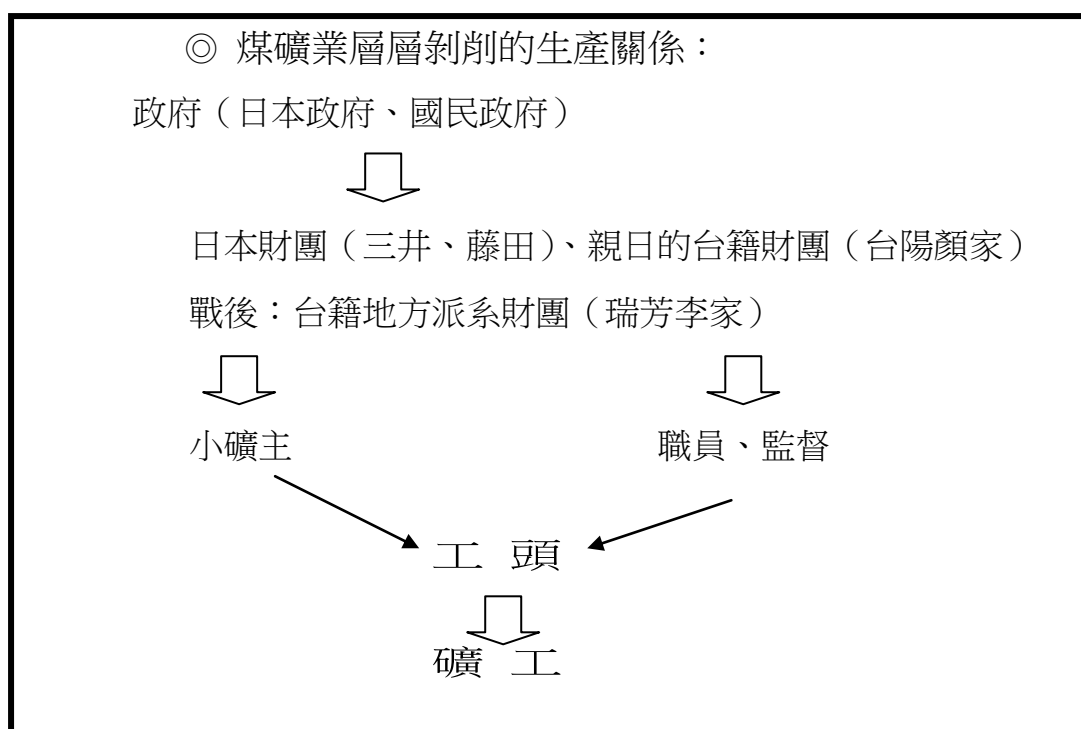 ◎ 煤礦業層層剝削的生產關係：
政府（日本政府、國民政府）
日本財團（三井、藤田）、親日的台籍財團（台陽顏家）
戰後：台籍地方派系財團（瑞芳李家）
小礦主 職員、監督
工 頭
礦 工